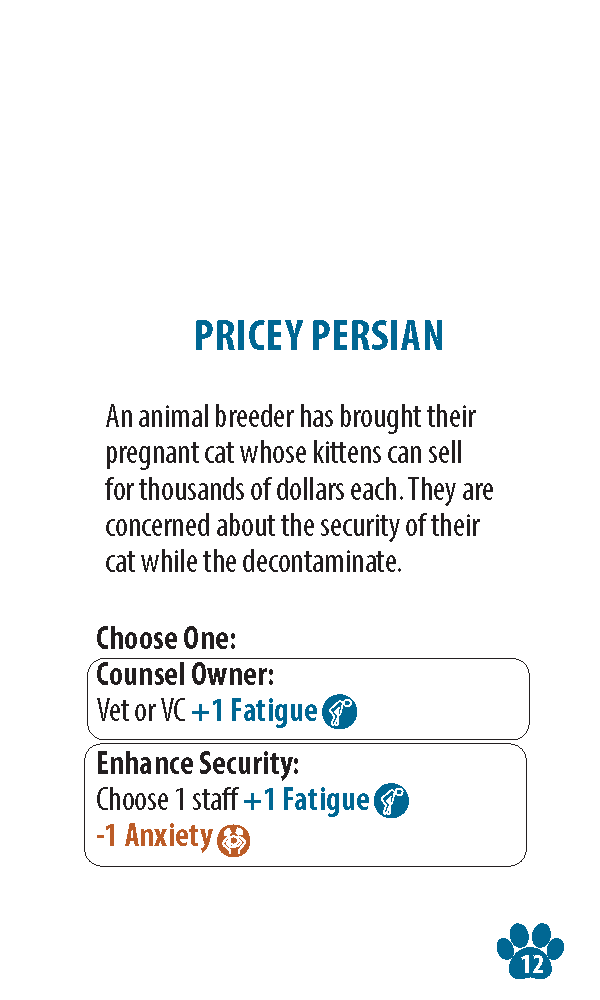 PRICEY PERSIAN
An animal breeder has brought their
pregnant cat whose kittens can sell
for thousands of dollars each. They are
concerned about the security of their
cat while the decontaminate.
Choose One:
Counsel Owner:
Vet or VC +1 Fatigue
Enhance Security:
Choose 1 staff +1 Fatigue
-1 Anxiety
12